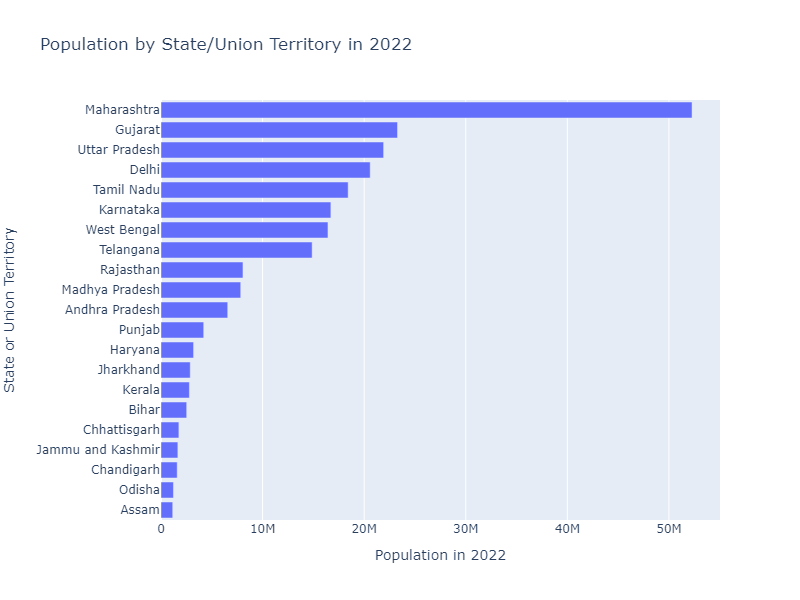 Population by State/Union Territory in 2022
State or Union Territory
Maharashtra
Gujarat
Uttar Pradesh
Delhi
Tamil Nadu
Karnataka
West Bengal
Telangana
Rajasthan
Madhya Pradesh
Andhra Pradesh
Punjab
Haryana
Jharkhand
Kerala
Bihar
Chhattisgarh
Jammu and Kashmir
Chandigarh
Odisha
Assam
0 10M 20M 30M 40M 50M
Population in 2022